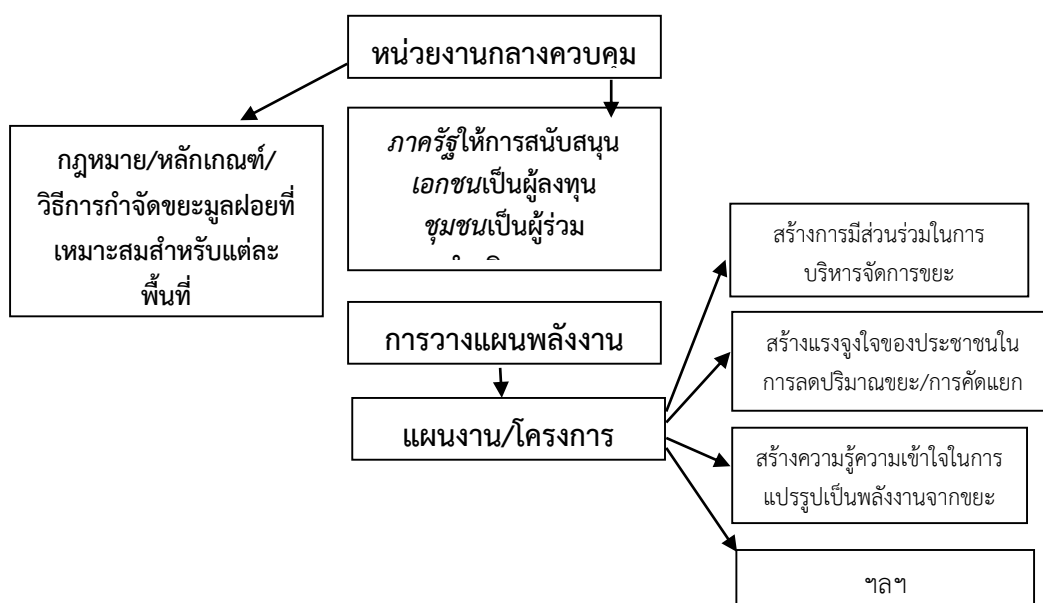 หน่วยงานกลางควบคุม
กฎหมาย/หลักเกณฑ์/
วิธีการกำจัดขยะมูลฝอยที่
เหมาะสมสำหรับแต่ละ
พื้นที่
ภาครัฐให้การสนับสนุน
เอกชนเป็นผู้ลงทุน
ชุมชนเป็นผู้ร่วม
การวางแผนพลังงาน
แผนงาน/โครงการ
สร้างการมีส่วนร่วมในการ
บริหารจัดการขยะ
สร้างแรงจูงใจของประชาชนใน
การลดปริมาณขยะ/การคัดแยก
สร้างความรู้ความเข้าใจในการ
แปรรูปเป็นพลังงานจากขยะ
ฯลฯ